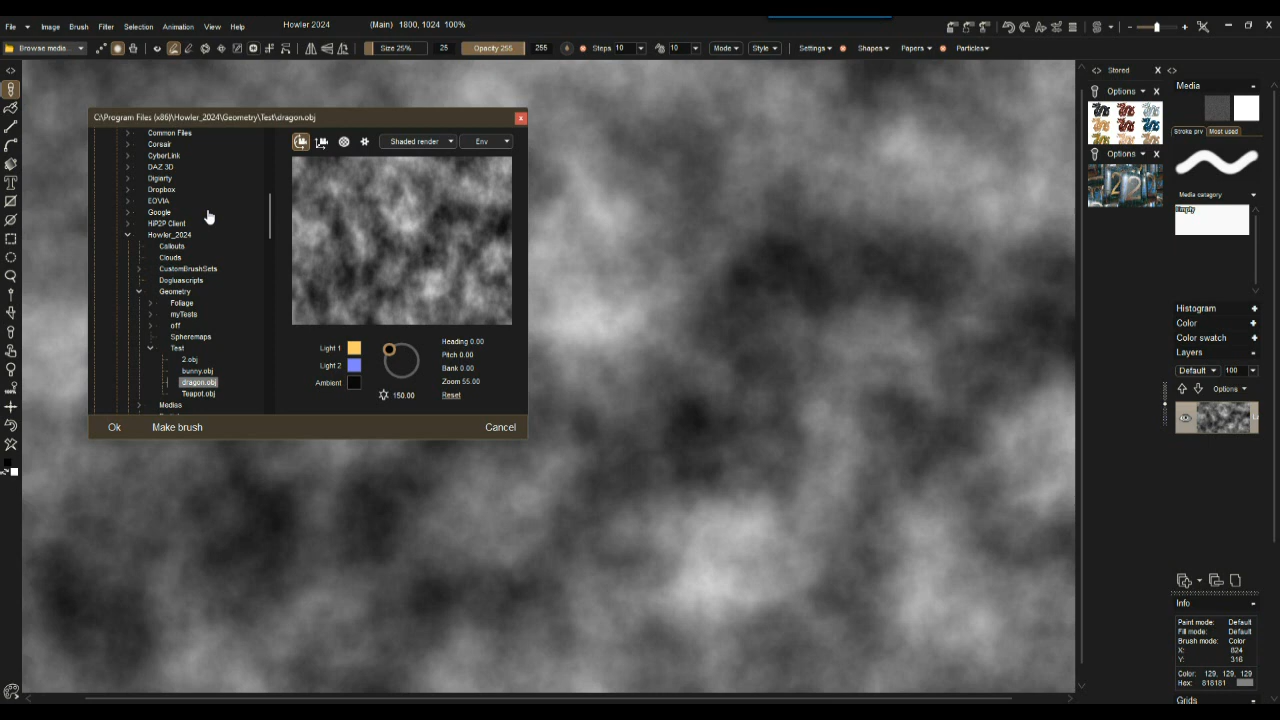 File Image Brush Filter Selection Animation View Help Howler 2024 (Main) 1800, 1024 100%
Browse media... Size 25% 25 Opacity 255 255 Steps 10 10 Mode Style Settings Shapes Papers Particles
Stored
Options
Options
Media
Stroke prv Most used
Media catagory
Empty
Histogram
Color
Color swatch
Layers
Default 100
Options
Info
Paint mode: Default
Fill mode: Default
Brush mode: Color
X: 824
Y: 316
Color: 129, 129, 129
Hex: 818181
Grids
C:\Program Files (x86)\Howler_2024\Geometry\Test\dragon.obj
Common Files
Corsair
CyberLink
DAZ 3D
Digiarty
Dropbox
EOVIA
Google
HiP2P Client
Howler_2024
Callouts
Clouds
CustomBrushSets
Dogluascripts
Geometry
Foliage
myTests
off
Spheremaps
Test
2.obj
bunny.obj
dragon.obj
Teapot.obj
Medias
Shaded render Env
Light 1
Light 2
Ambient
150.00
Heading 0.00
Pitch 0.00
Bank 0.00
Zoom 55.00
Reset
Ok Make brush Cancel